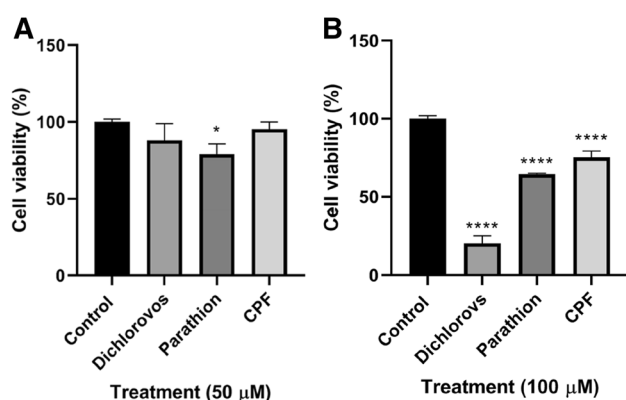 A
150
100
50
0
Cell viability (%)
*
Control
Dichlorovos
Parathion
CPF
Treatment (50 μM)
B
150
100
50
0
Cell viability (%)
****
****
****
Control
Dichlorovs
Parathion
CPF
Treatment (100 μM)